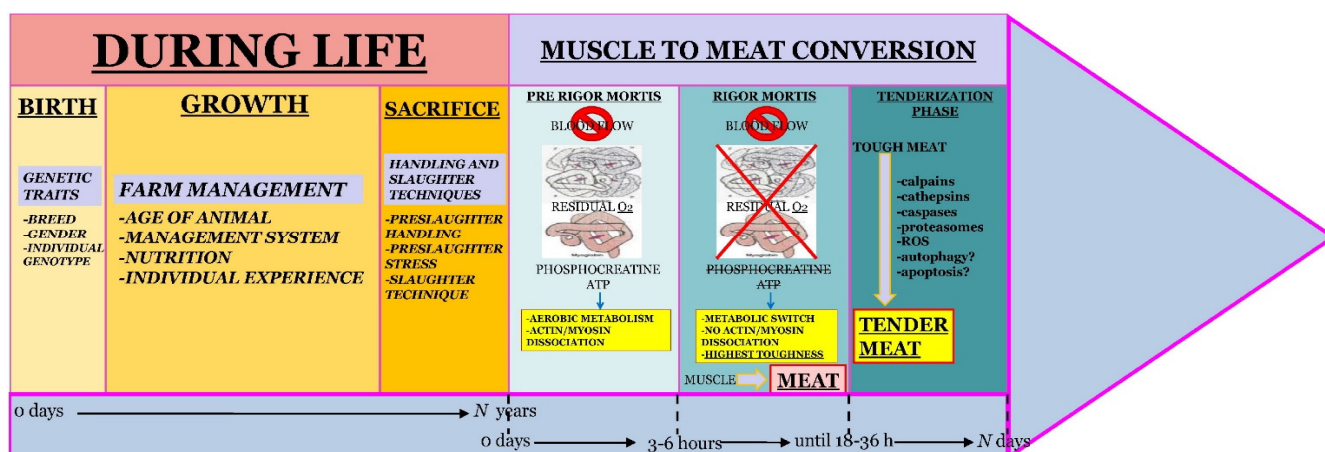 DURING LIFE
MUSCLE TO MEAT CONVERSION
BIRTH
GENETIC
TRAITS
-BREED
-GENDER
-INDIVIDUAL
GENOTYPE
GROWTH
FARM MANAGEMENT
-AGE OF ANIMAL
-MANAGEMENT SYSTEM
-NUTRITION
-INDIVIDUAL EXPERIENCE
SACRIFICE
HANDLING AND
SLAUGHTER
TECHNIQUES
-PRESLAUGHTER
HANDLING
-PRESLAUGHTER
STRESS
-SLAUGHTER
TECHNIQUE
PRE RIGOR MORTIS
BLOOD FLOW
RESIDUAL O2
Myoglobin
PHOSPHOCREATINE
ATP
-AEROBIC METABOLISM
-ACTIN/MYOSIN
DISSOCIATION
RIGOR MORTIS
BLOOD FLOW
RESIDUAL O2
Myoglobin
PHOSPHOCREATINE
ATP
-METABOLIC SWITCH
-NO ACTIN/MYOSIN
DISSOCIATION
-HIGHEST TOUGHNESS
MUSCLE
MEAT
TENDERIZATION
PHASE
TOUGH MEAT
-calpains
-cathepsins
-caspases
-proteasomes
-ROS
-autophagy?
-apoptosis?
TENDER
MEAT
0 days
N years
0 days
3-6 hours
until 18-36 h
N days